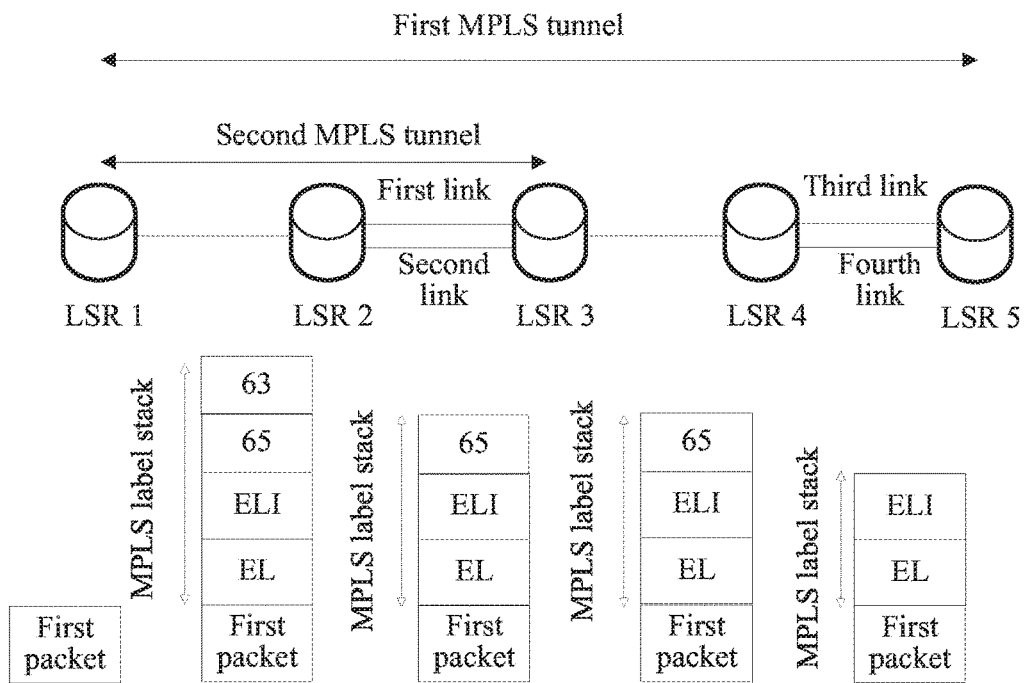 First MPLS tunnel
Second MPLS tunnel
First link
Third link
Second
link
Fourth
link
LSR 1
LSR 2
LSR 3
LSR 4
LSR 5
MPLS label stack
63
65
ELI
EL
First
packet
MPLS label stack
65
ELI
EL
First
packet
MPLS label stack
65
ELI
EL
First
packet
MPLS label stack
ELI
EL
First
packet
First
packet